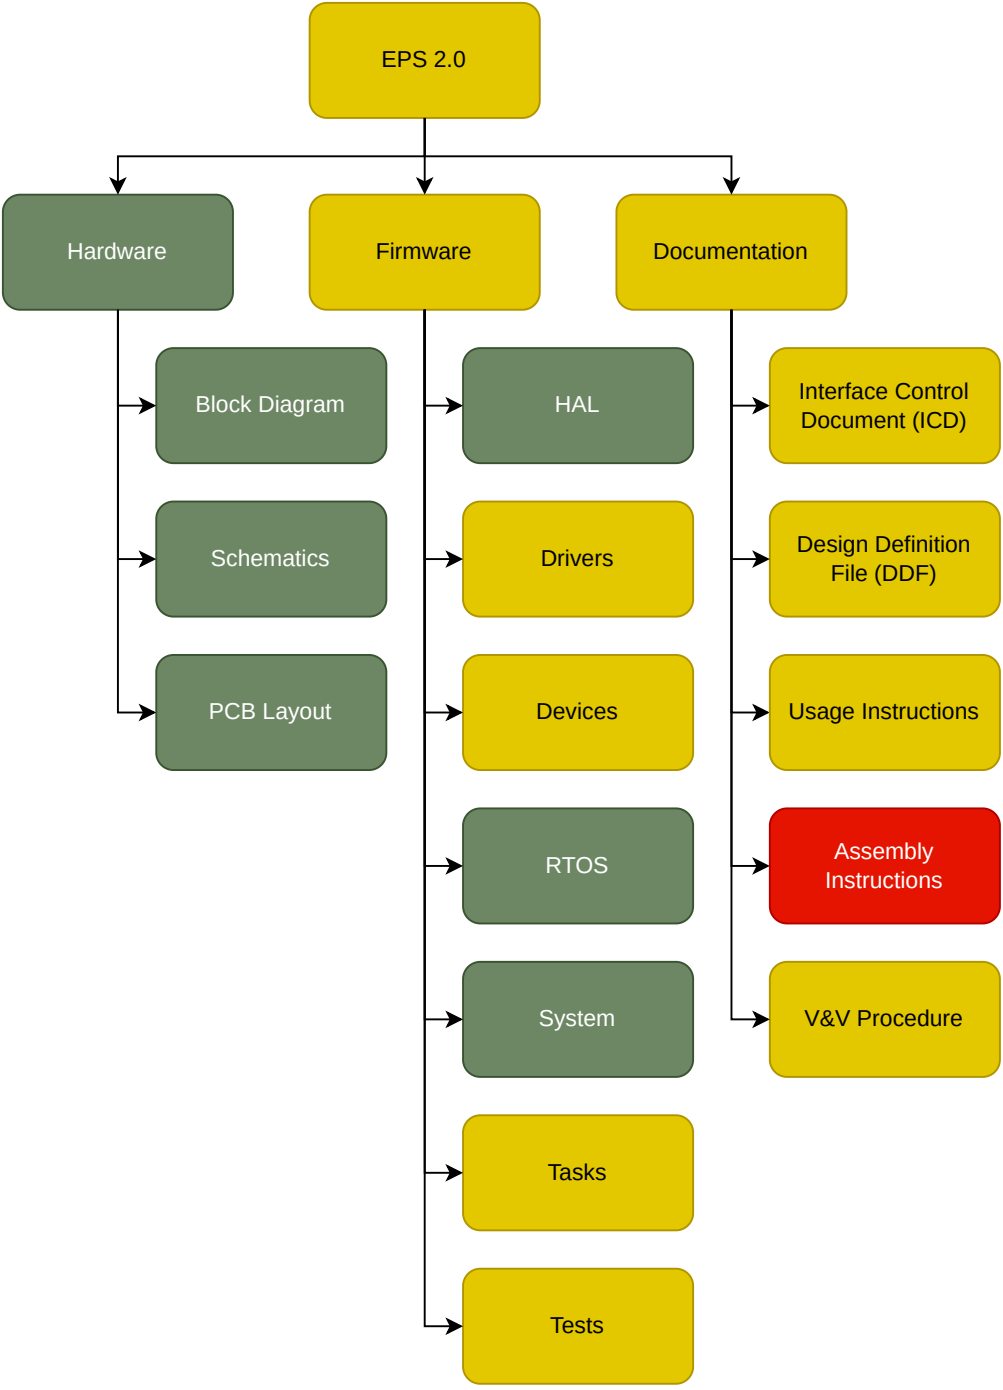 EPS 2.0
Hardware
Firmware
Documentation
Block Diagram
HAL
Interface Control
Document (ICD)
Schematics
Drivers
Design Definition
File (DDF)
PCB Layout
Devices
Usage Instructions
RTOS
Assembly
Instructions
System
V&V Procedure
Tasks
Tests